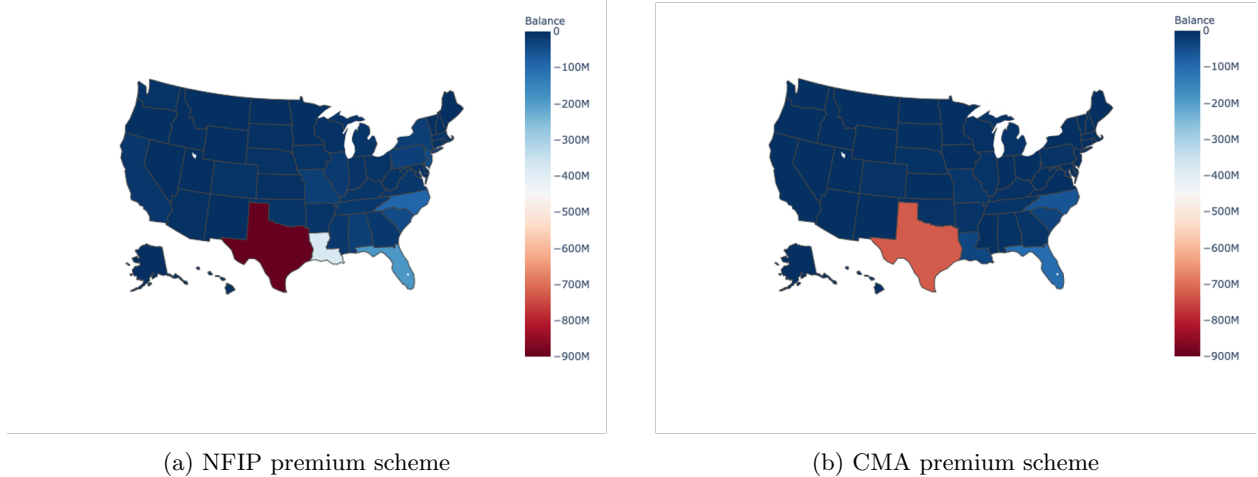 Balance
0
−100M
−200M
−300M
−400M
−500M
−600M
−700M
−800M
−900M
(a) NFIP premium scheme
Balance
0
−100M
−200M
−300M
−400M
−500M
−600M
−700M
−800M
−900M
(b) CMA premium scheme